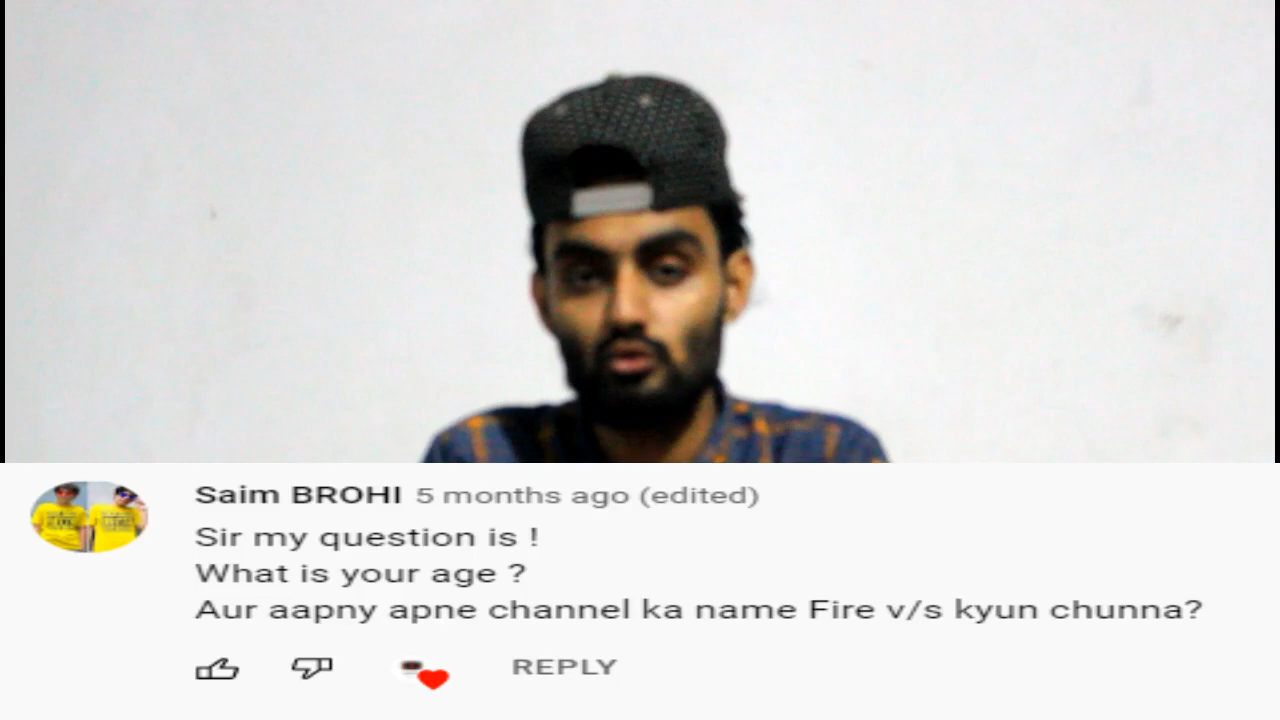 Saim BROHI 5 months ago (edited)
Sir my question is !
What is your age ?
Aur aapny apne channel ka name Fire v/s kyun chunna?
REPLY